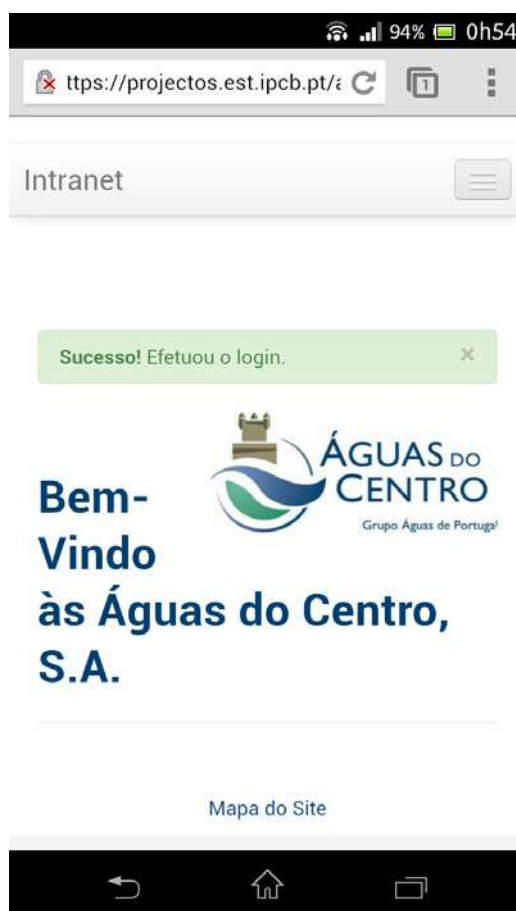 94% 0h54
ttps://projectos.est.ipcb.pt/a 1
Intranet
Sucesso! Efetuou o login. ×
ÁGUAS DO
CENTRO
Grupo Águas de Portugal
Bem-
Vindo
às Águas do Centro,
S.A.
Mapa do Site